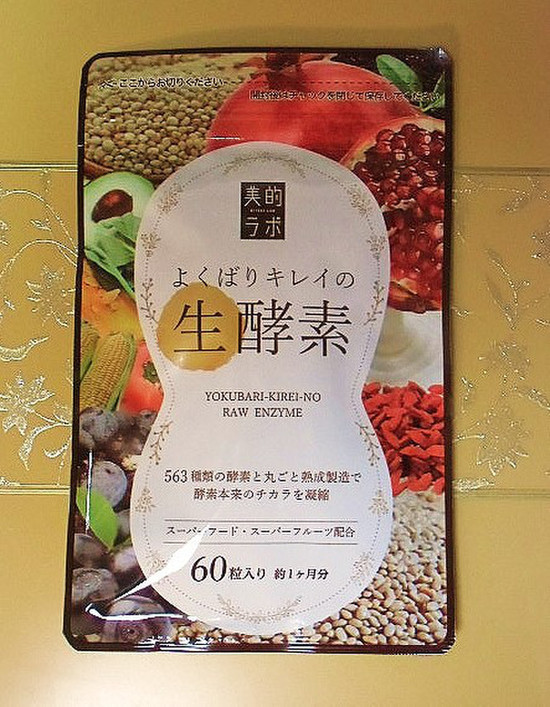 ここからお切りください
開封後はチャックを閉じて保存してください
美的
ラボ
よくばりキレイの
生酵素
YOKUBARI-KIREI-NO
RAW ENZYME
563種類の酵素と丸ごと熟成製造で
酵素本来のチカラを凝縮
スーパーフード・スーパーフルーツ配合
60粒入り 約1ヶ月分